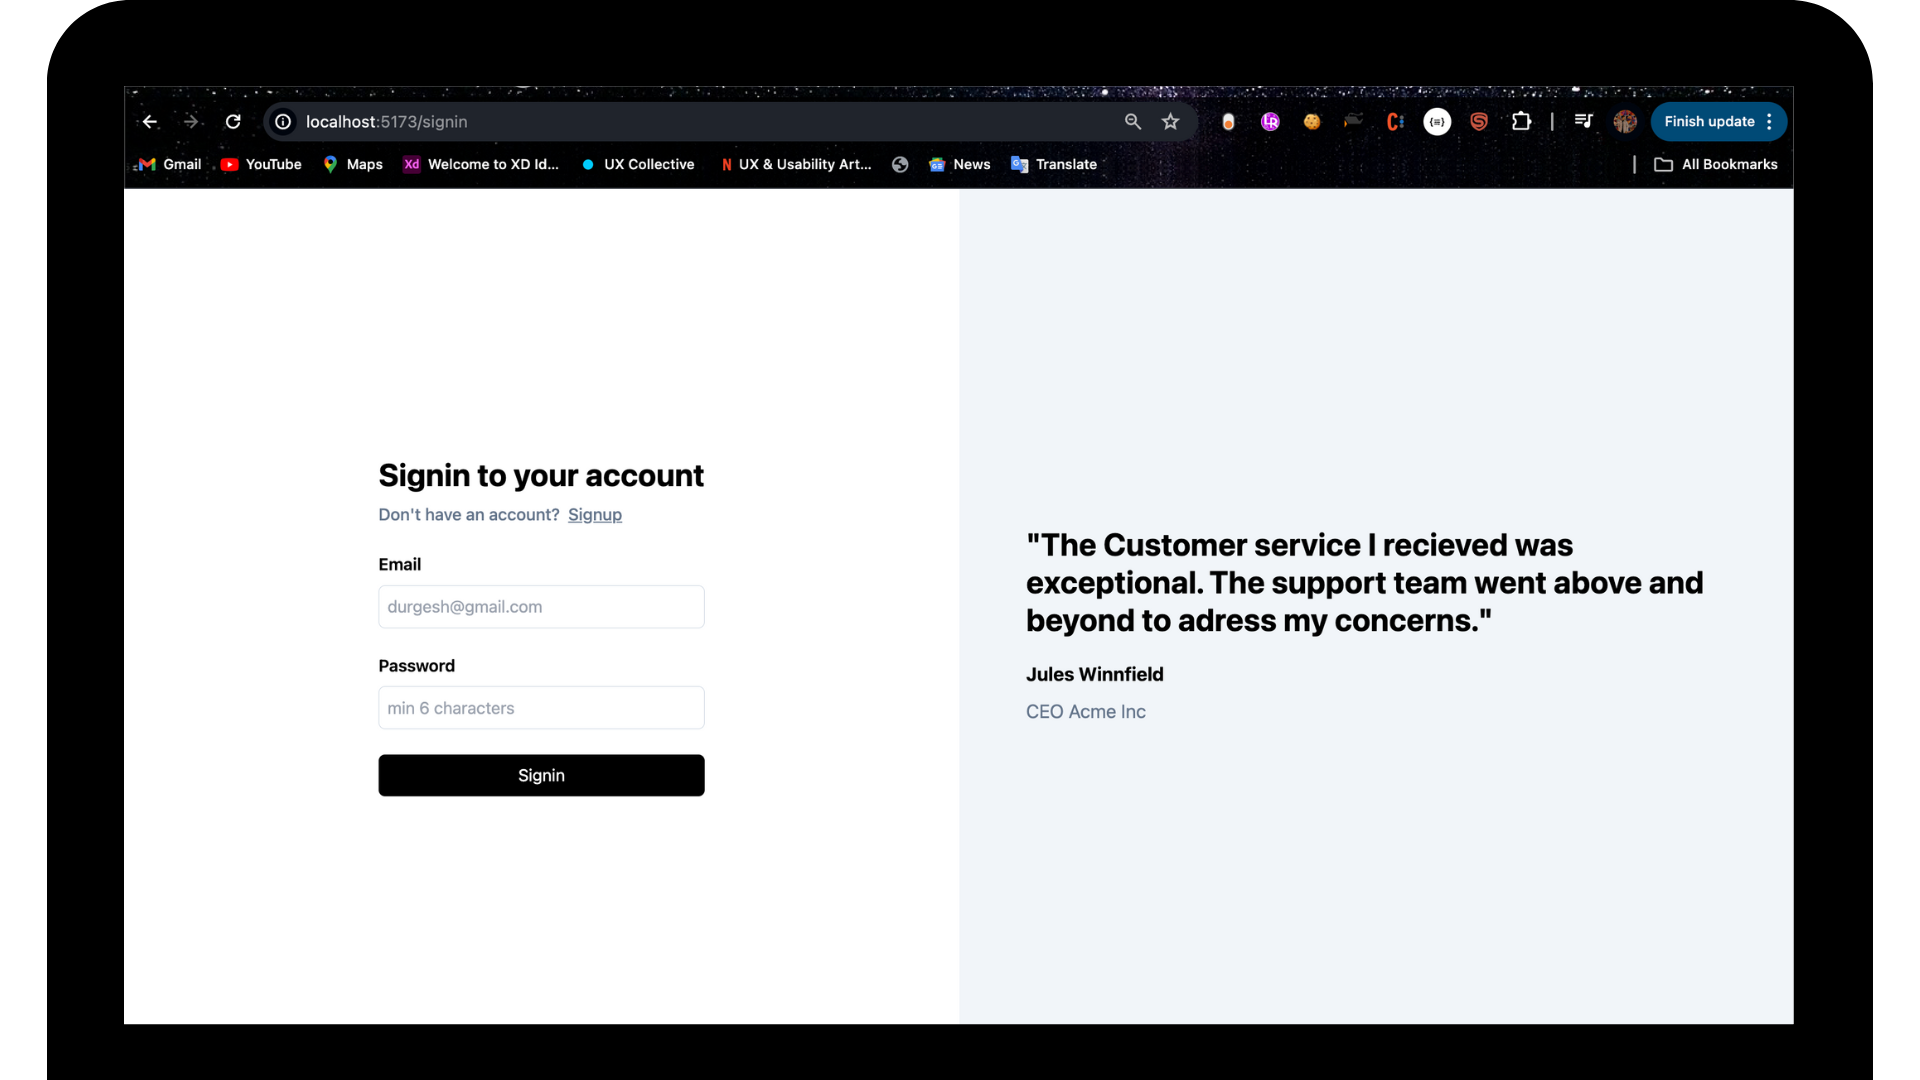 localhost:5173/signin
Finish update
Gmail
YouTube
Maps
Xd Welcome to XD Id...
UX Collective
N UX & Usability Art...
News
Translate
All Bookmarks
Signin to your account
Don't have an account? Signup
Email
durgesh@gmail.com
Password
min 6 characters
Signin
"The Customer service I recieved was
exceptional. The support team went above and
beyond to adress my concerns."
Jules Winnfield
CEO Acme Inc